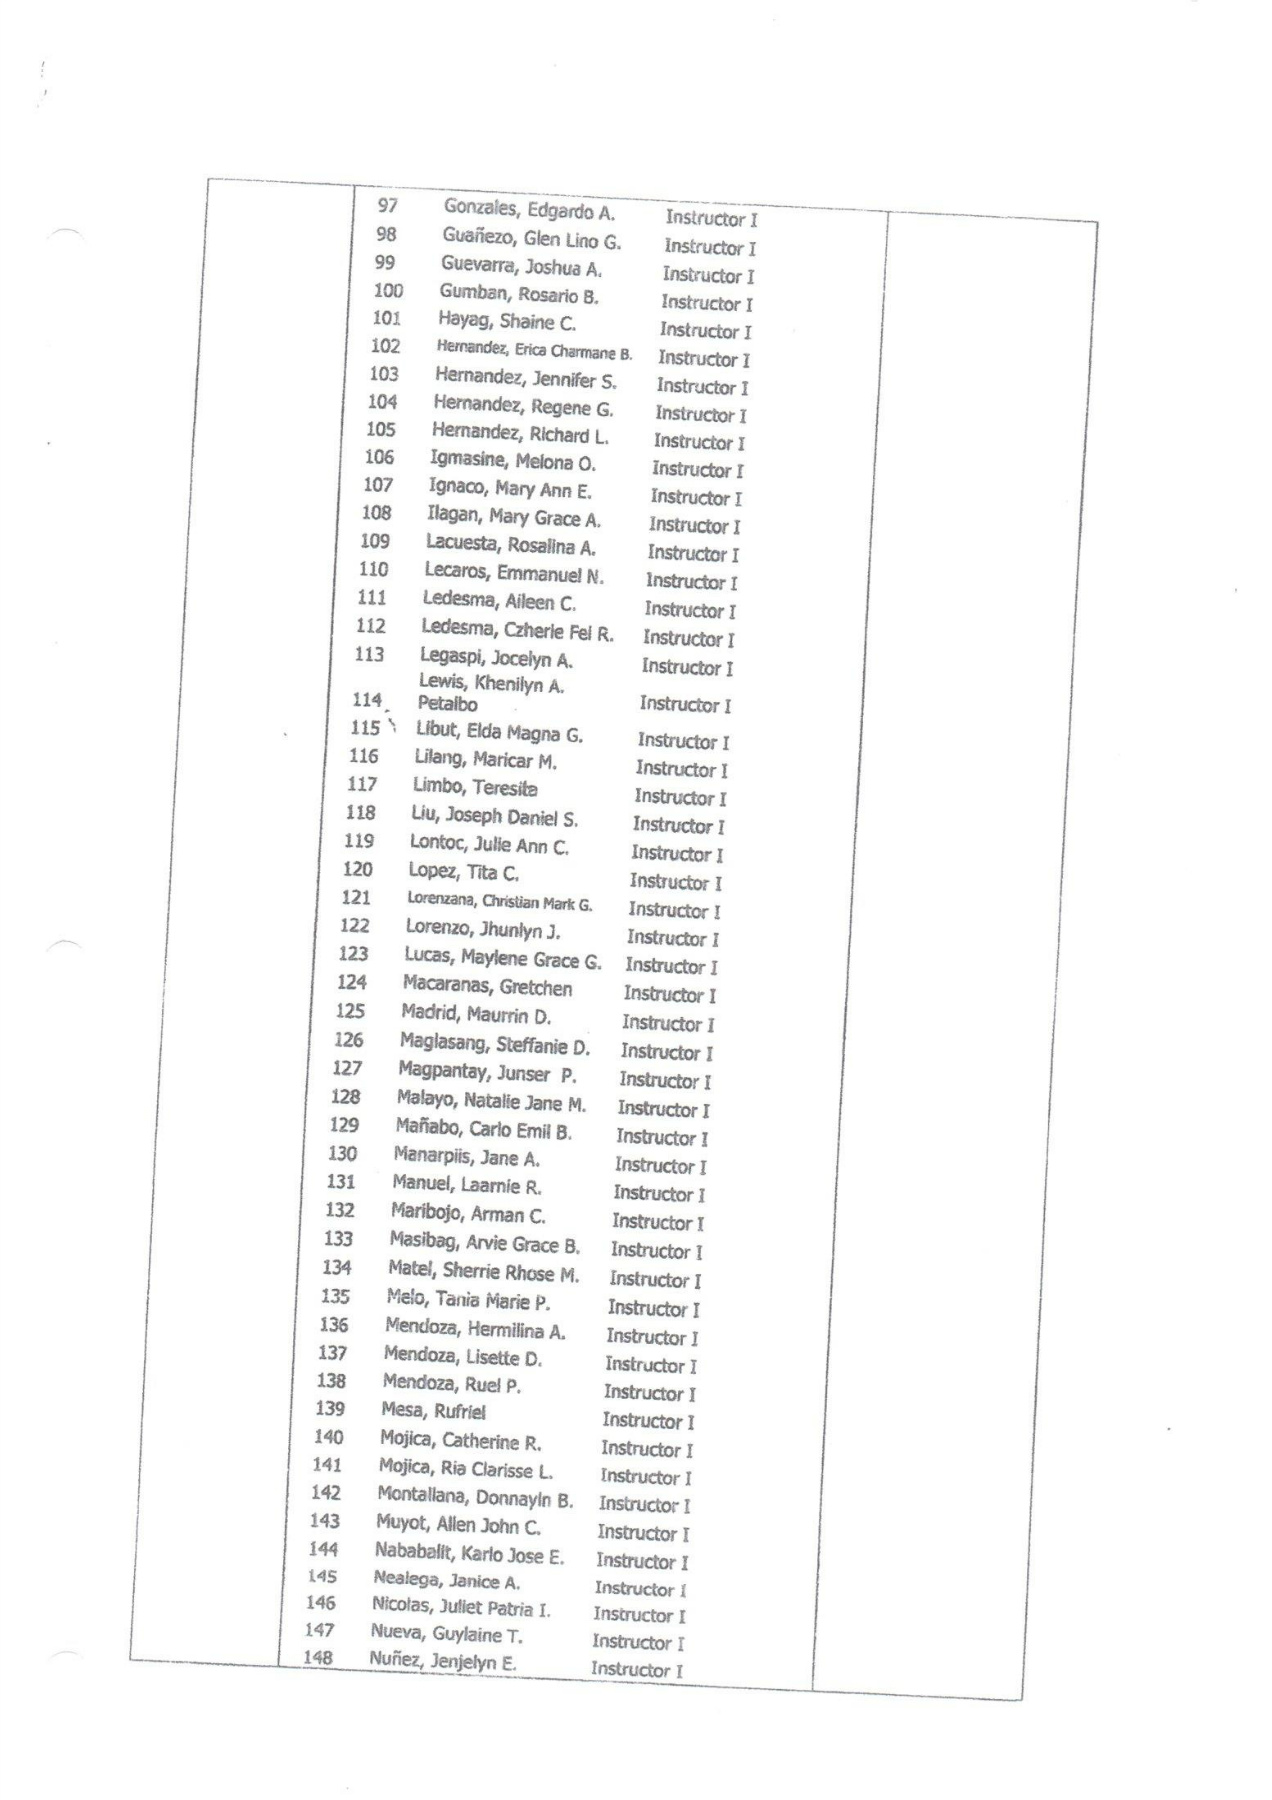 97 Gonzales, Edgardo A. Instructor I
98 Guañezo, Glen Lino G. Instructor I
99 Guevarra, Joshua A. Instructor I
100 Gumban, Rosario B. Instructor I
101 Hayag, Shaine C. Instructor I
102 Hernandez, Erica Charmane B. Instructor I
103 Hernandez, Jennifer S. Instructor I
104 Hernandez, Regene G. Instructor I
105 Hernandez, Richard L. Instructor I
106 Igmasine, Melona O. Instructor I
107 Ignaco, Mary Ann E. Instructor I
108 Ilagan, Mary Grace A. Instructor I
109 Lacuesta, Rosalina A. Instructor I
110 Lecaros, Emmanuel N. Instructor I
111 Ledesma, Aileen C. Instructor I
112 Ledesma, Czherie Fel R. Instructor I
113 Legaspi, Jocelyn A. Instructor I
Lewis, Khenilyn A.
114 Petalbo Instructor I
115 Libut, Elda Magna G. Instructor I
116 Lilang, Maricar M. Instructor I
117 Limbo, Teresita Instructor I
118 Liu, Joseph Daniel S. Instructor I
119 Lontoc, Julie Ann C. Instructor I
120 Lopez, Tita C. Instructor I
121 Lorenzana, Christian Mark G. Instructor I
122 Lorenzo, Jhunlyn J. Instructor I
123 Lucas, Maylene Grace G. Instructor I
124 Macaranas, Gretchen Instructor I
125 Madrid, Maurrin D. Instructor I
126 Maglasang, Steffanie D. Instructor I
127 Magpantay, Junser P. Instructor I
128 Malayo, Natalie Jane M. Instructor I
129 Mañabo, Carlo Emil B. Instructor I
130 Manarpiis, Jane A. Instructor I
131 Manuel, Laarnie R. Instructor I
132 Maribojo, Arman C. Instructor I
133 Masibag, Arvie Grace B. Instructor I
134 Matel, Sherrie Rhose M. Instructor I
135 Melo, Tania Marie P. Instructor I
136 Mendoza, Hermilina A. Instructor I
137 Mendoza, Lisette D. Instructor I
138 Mendoza, Ruel P. Instructor I
139 Mesa, Rufriel Instructor I
140 Mojica, Catherine R. Instructor I
141 Mojica, Ria Clarisse L. Instructor I
142 Montallana, Donnayln B. Instructor I
143 Muyot, Allen John C. Instructor I
144 Nababalit, Karlo Jose E. Instructor I
145 Nealega, Janice A. Instructor I
146 Nicolas, Juliet Patria I. Instructor I
147 Nueva, Guylaine T. Instructor I
148 Nuñez, Jenjelyn E. Instructor I